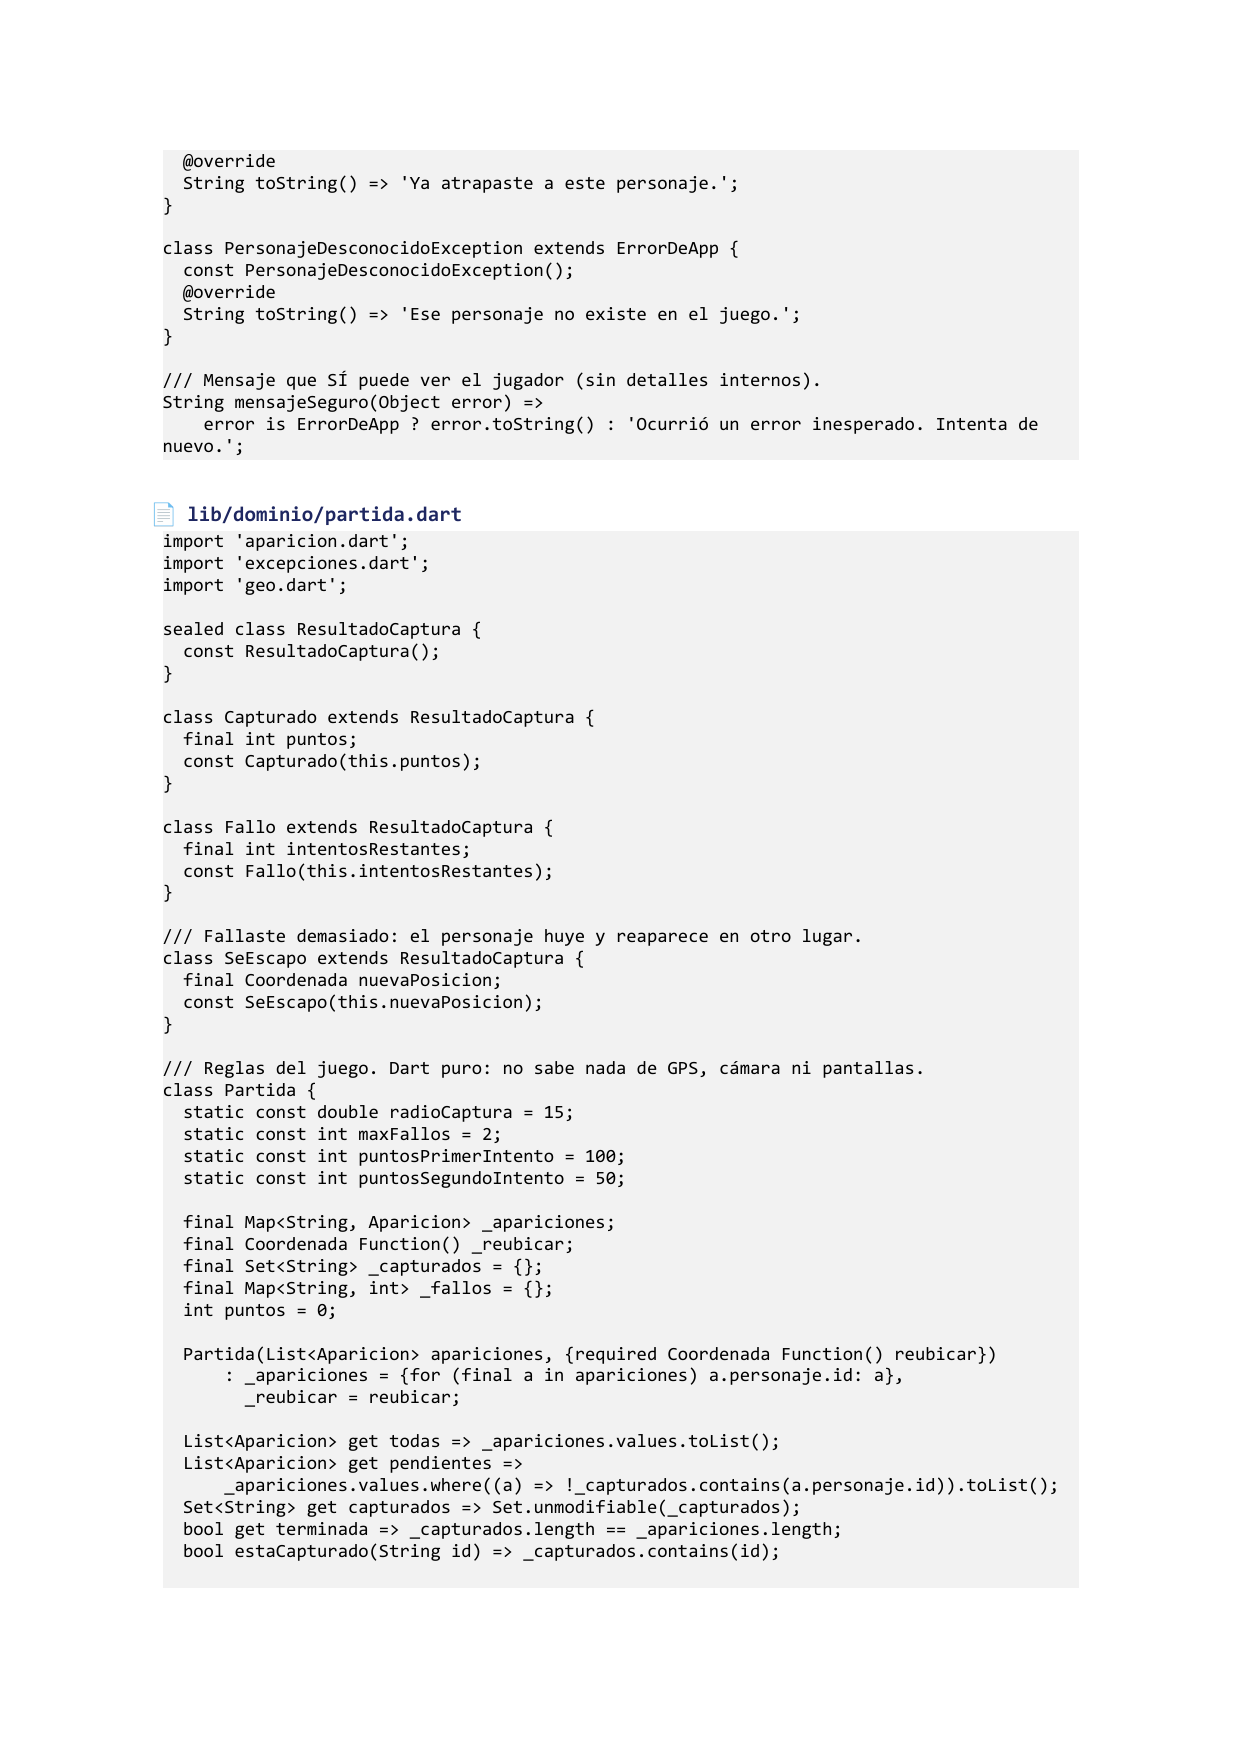 @override
  String toString() => 'Ya atrapaste a este personaje.';
}

class PersonajeDesconocidoException extends ErrorDeApp {
  const PersonajeDesconocidoException();
  @override
  String toString() => 'Ese personaje no existe en el juego.';
}

/// Mensaje que SÍ puede ver el jugador (sin detalles internos).
String mensajeSeguro(Object error) =>
    error is ErrorDeApp ? error.toString() : 'Ocurrió un error inesperado. Intenta de
nuevo.';

lib/dominio/partida.dart
import 'aparicion.dart';
import 'excepciones.dart';
import 'geo.dart';

sealed class ResultadoCaptura {
  const ResultadoCaptura();
}

class Capturado extends ResultadoCaptura {
  final int puntos;
  const Capturado(this.puntos);
}

class Fallo extends ResultadoCaptura {
  final int intentosRestantes;
  const Fallo(this.intentosRestantes);
}

/// Fallaste demasiado: el personaje huye y reaparece en otro lugar.
class SeEscapo extends ResultadoCaptura {
  final Coordenada nuevaPosicion;
  const SeEscapo(this.nuevaPosicion);
}

/// Reglas del juego. Dart puro: no sabe nada de GPS, cámara ni pantallas.
class Partida {
  static const double radioCaptura = 15;
  static const int maxFallos = 2;
  static const int puntosPrimerIntento = 100;
  static const int puntosSegundoIntento = 50;

  final Map<String, Aparicion> _apariciones;
  final Coordenada Function() _reubicar;
  final Set<String> _capturados = {};
  final Map<String, int> _fallos = {};
  int puntos = 0;

  Partida(List<Aparicion> apariciones, {required Coordenada Function() reubicar})
      : _apariciones = {for (final a in apariciones) a.personaje.id: a},
        _reubicar = reubicar;

  List<Aparicion> get todas => _apariciones.values.toList();
  List<Aparicion> get pendientes =>
      _apariciones.values.where((a) => !_capturados.contains(a.personaje.id)).toList();
  Set<String> get capturados => Set.unmodifiable(_capturados);
  bool get terminada => _capturados.length == _apariciones.length;
  bool estaCapturado(String id) => _capturados.contains(id);